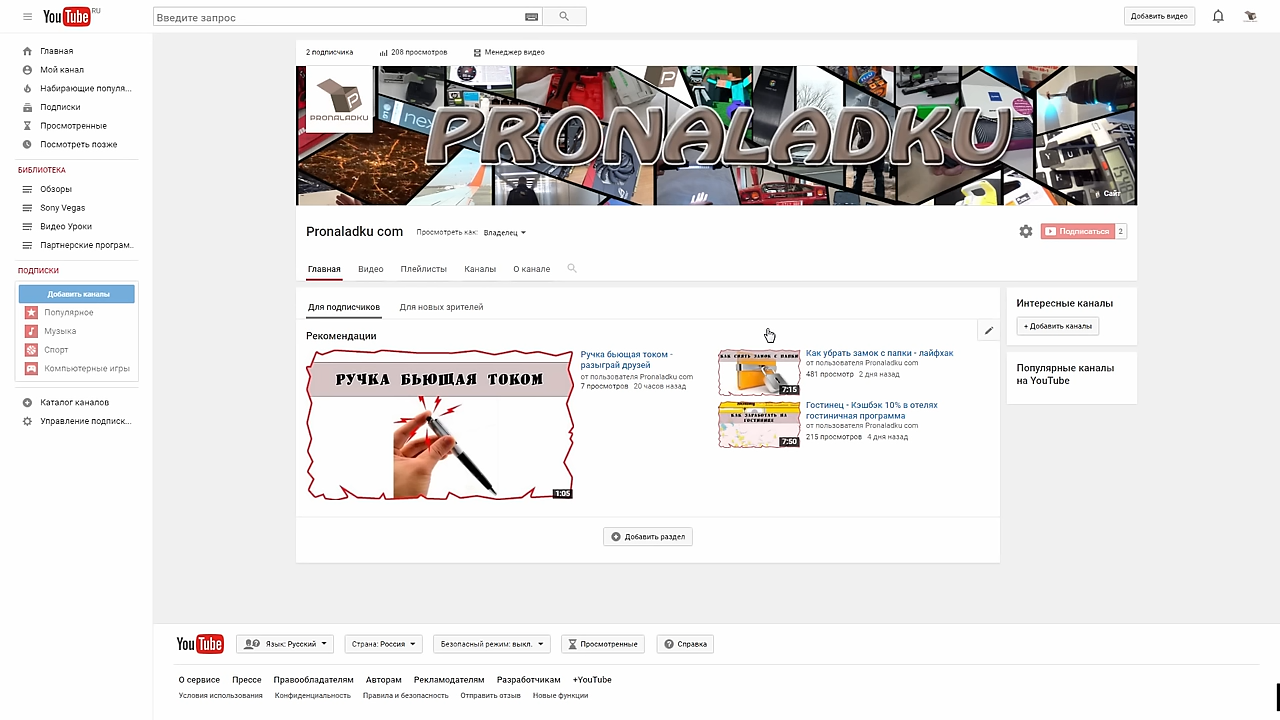 YouTube RU
Введите запрос
Добавить видео
Главная
Мой канал
Набирающие популя...
Подписки
Просмотренные
Посмотреть позже
БИБЛИОТЕКА
Обзоры
Sony Vegas
Видео Уроки
Партнерские програм...
ПОДПИСКИ
Добавить каналы
Популярное
Музыка
Спорт
Компьютерные игры
Каталог каналов
Управление подписк...
2 подписчика
208 просмотров
Менеджер видео
PRONALADKU
PRONALADKU
Сайт
Pronaladku com
Просмотреть как: Владелец
Подписаться 2
Главная
Видео
Плейлисты
Каналы
О канале
Для подписчиков
Для новых зрителей
Рекомендации
РУЧКА БЬЮЩАЯ ТОКОМ
1:05
Ручка бьющая током -
разыграй друзей
от пользователя Pronaladku.com
7 просмотров 20 часов назад
КАК СНЯТЬ ЗАМОК С ПАПКИ
7:15
Как убрать замок с папки - лайфхак
от пользователя Pronaladku.com
481 просмотр 2 дня назад
КАК ЗАРАБОТАТЬ НА
ГОСТИНИЦЕ
7:50
Гостинец - Кэшбэк 10% в отелях
гостиничная программа
от пользователя Pronaladku.com
215 просмотров 4 дня назад
Добавить раздел
Интересные каналы
+ Добавить каналы
Популярные каналы
на YouTube
YouTube
Язык: Русский
Страна: Россия
Безопасный режим: выкл.
Просмотренные
Справка
О сервисе
Прессе
Правообладателям
Авторам
Рекламодателям
Разработчикам
+YouTube
Условия использования
Конфиденциальность
Правила и безопасность
Отправить отзыв
Новые функции